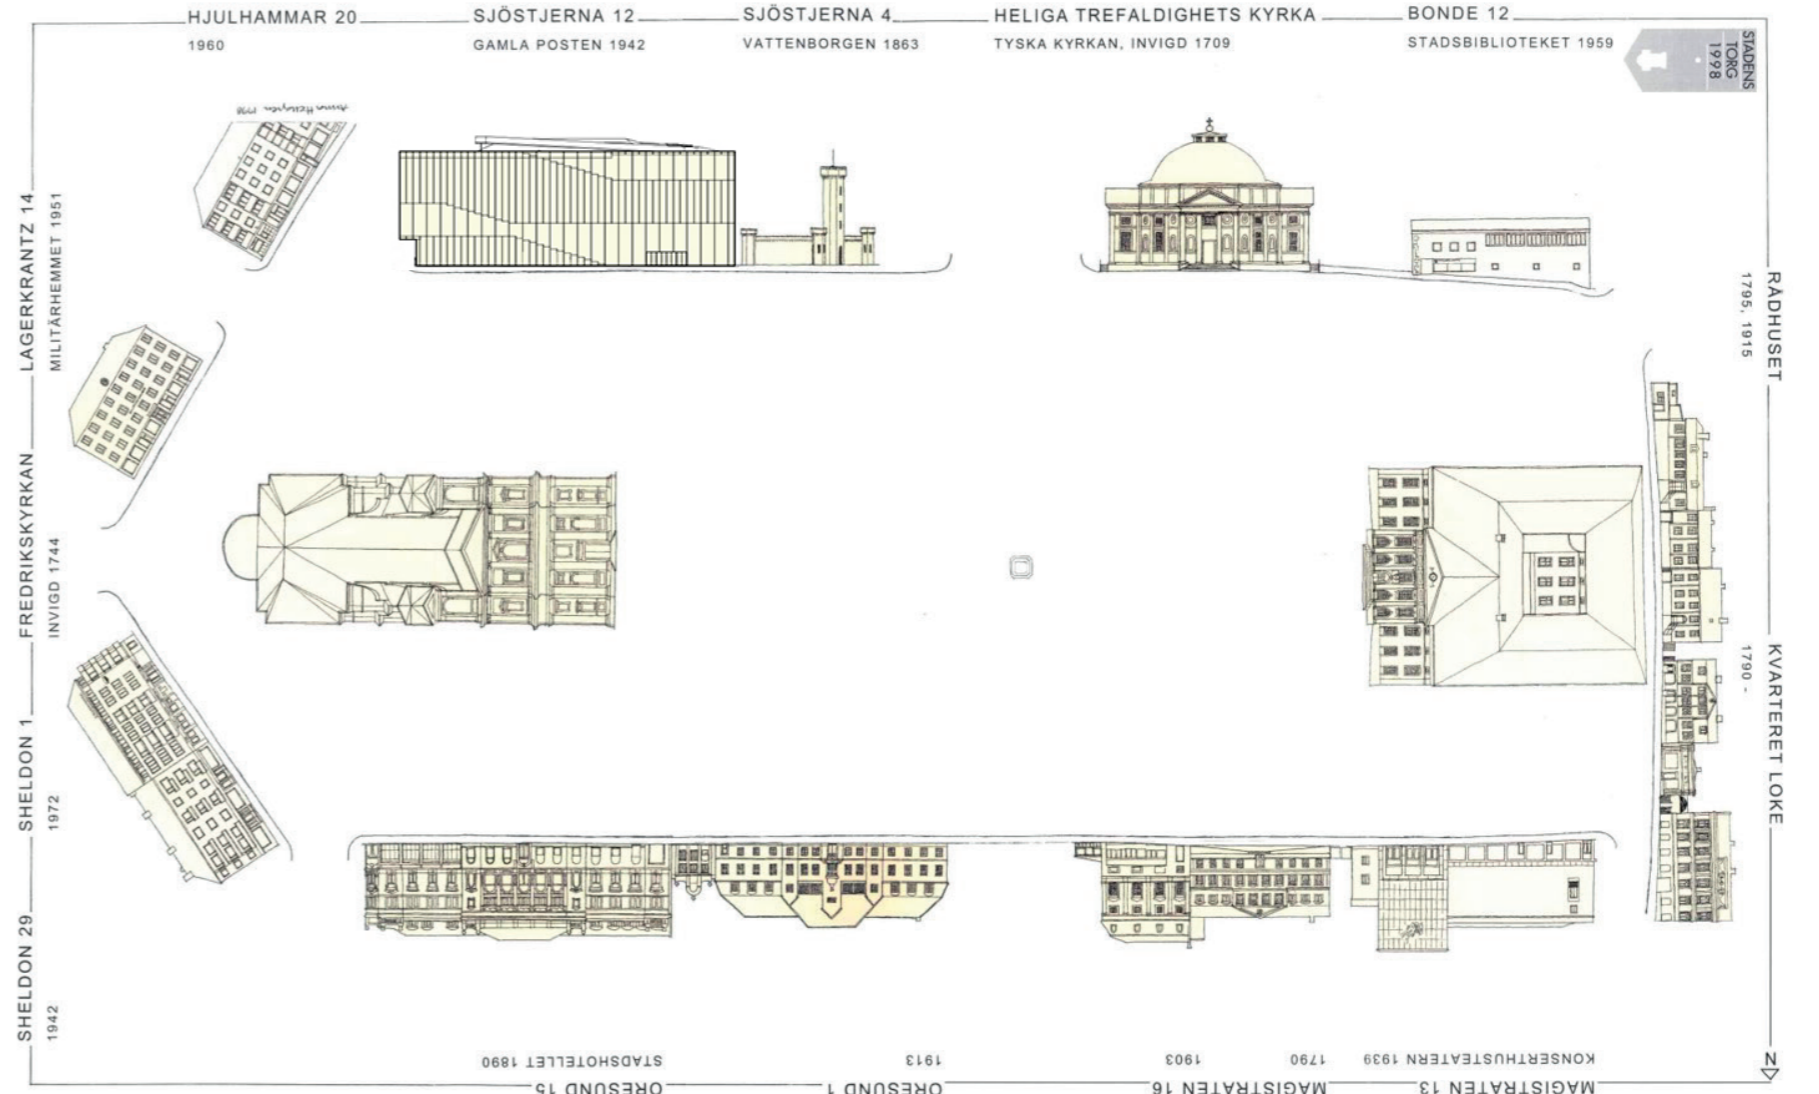 HJULHAMMAR 20
1960
SJÖSTJERNA 12
GAMLA POSTEN 1942
SJÖSTJERNA 4
VATTENBORGEN 1863
HELIGA TREFALDIGHETS KYRKA
TYSKA KYRKAN, INVIGD 1709
BONDE 12
STADSBIBLIOTEKET 1959
STADENS
TORG
1998
RÅDHUSET
1795, 1915
KVARTERET LOKE
1790 -
N
MAGISTRATEN 13
KONSERTHUSTEATERN 1939
MAGISTRATEN 16
1790
1903
ÖRESUND 1
1913
ÖRESUND 15
STADSHOTELLET 1890
SHELDON 29
1942
SHELDON 1
1972
FREDRIKSKYRKAN
INVIGD 1744
LAGERKRANTZ 14
MILITÄRHEMMET 1951